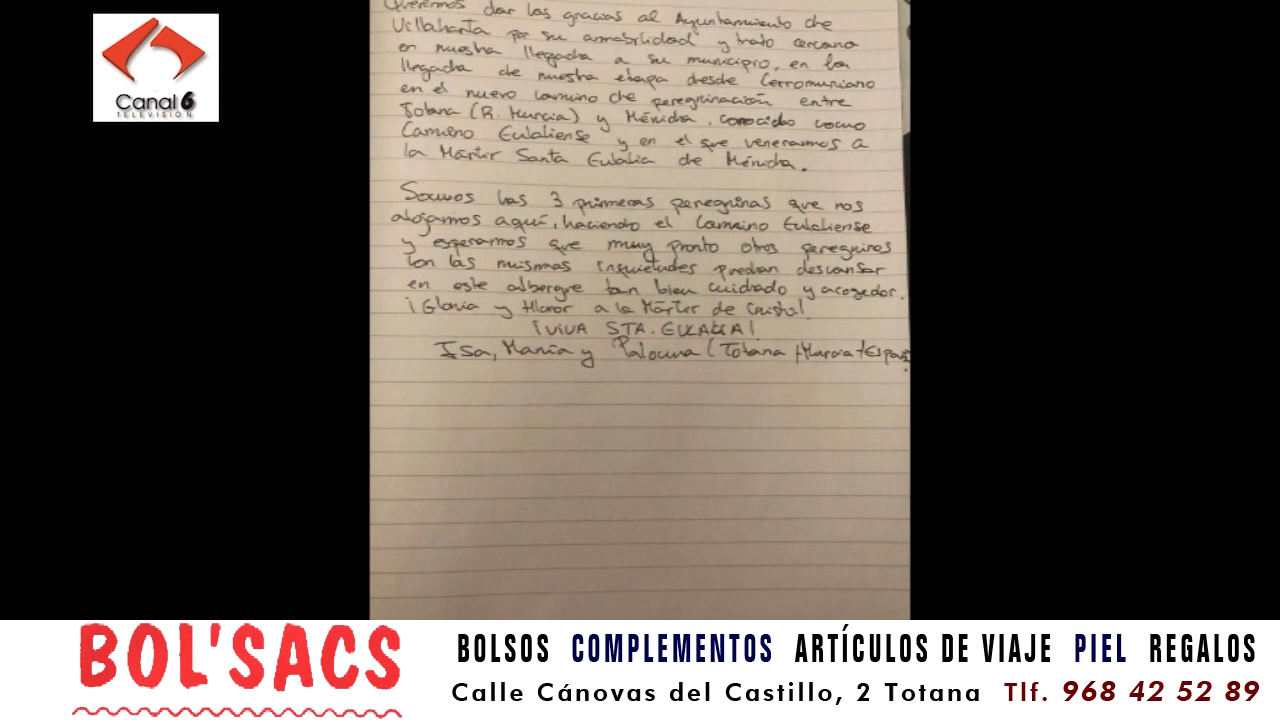 Canal 6
TELEVISIÓN
Queremos dar las gracias al Ayuntamiento de
Villaharta por su amabilidad y trato cercano
en nuestra llegada a su municipio, en la
llegada de nuestra etapa desde Cerromuriano
en el nuevo camino de peregrinación entre
Totana (R. Murcia) y Mérida, conocido como
Camino Eulaliense y en el que veneramos a
la Mártir Santa Eulalia de Mérida.
Somos las 3 primeras peregrinas que nos
alojamos aquí, haciendo el Camino Eulaliense
y esperamos que muy pronto otros peregrinos
con las mismas inquietudes puedan descansar
en este albergue tan bien cuidado y acogedor.
¡Gloria y Honor a la Mártir de Cristo!
¡VIVA STA. EULALIA!
Isa, María y Paloma (Totana /Murcia/Españ
BOL'SACS
BOLSOS COMPLEMENTOS ARTÍCULOS DE VIAJE PIEL REGALOS
Calle Cánovas del Castillo, 2 Totana Tlf. 968 42 52 89